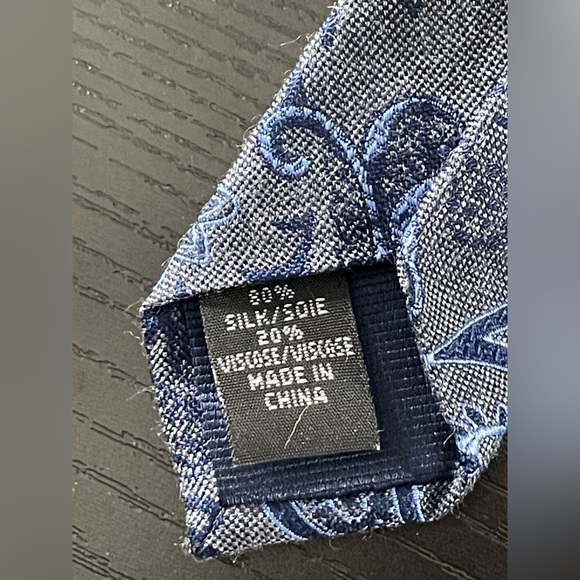 80%
SILK/SOIE
20%
VISCOSE/VISCOSE
MADE IN
CHINA